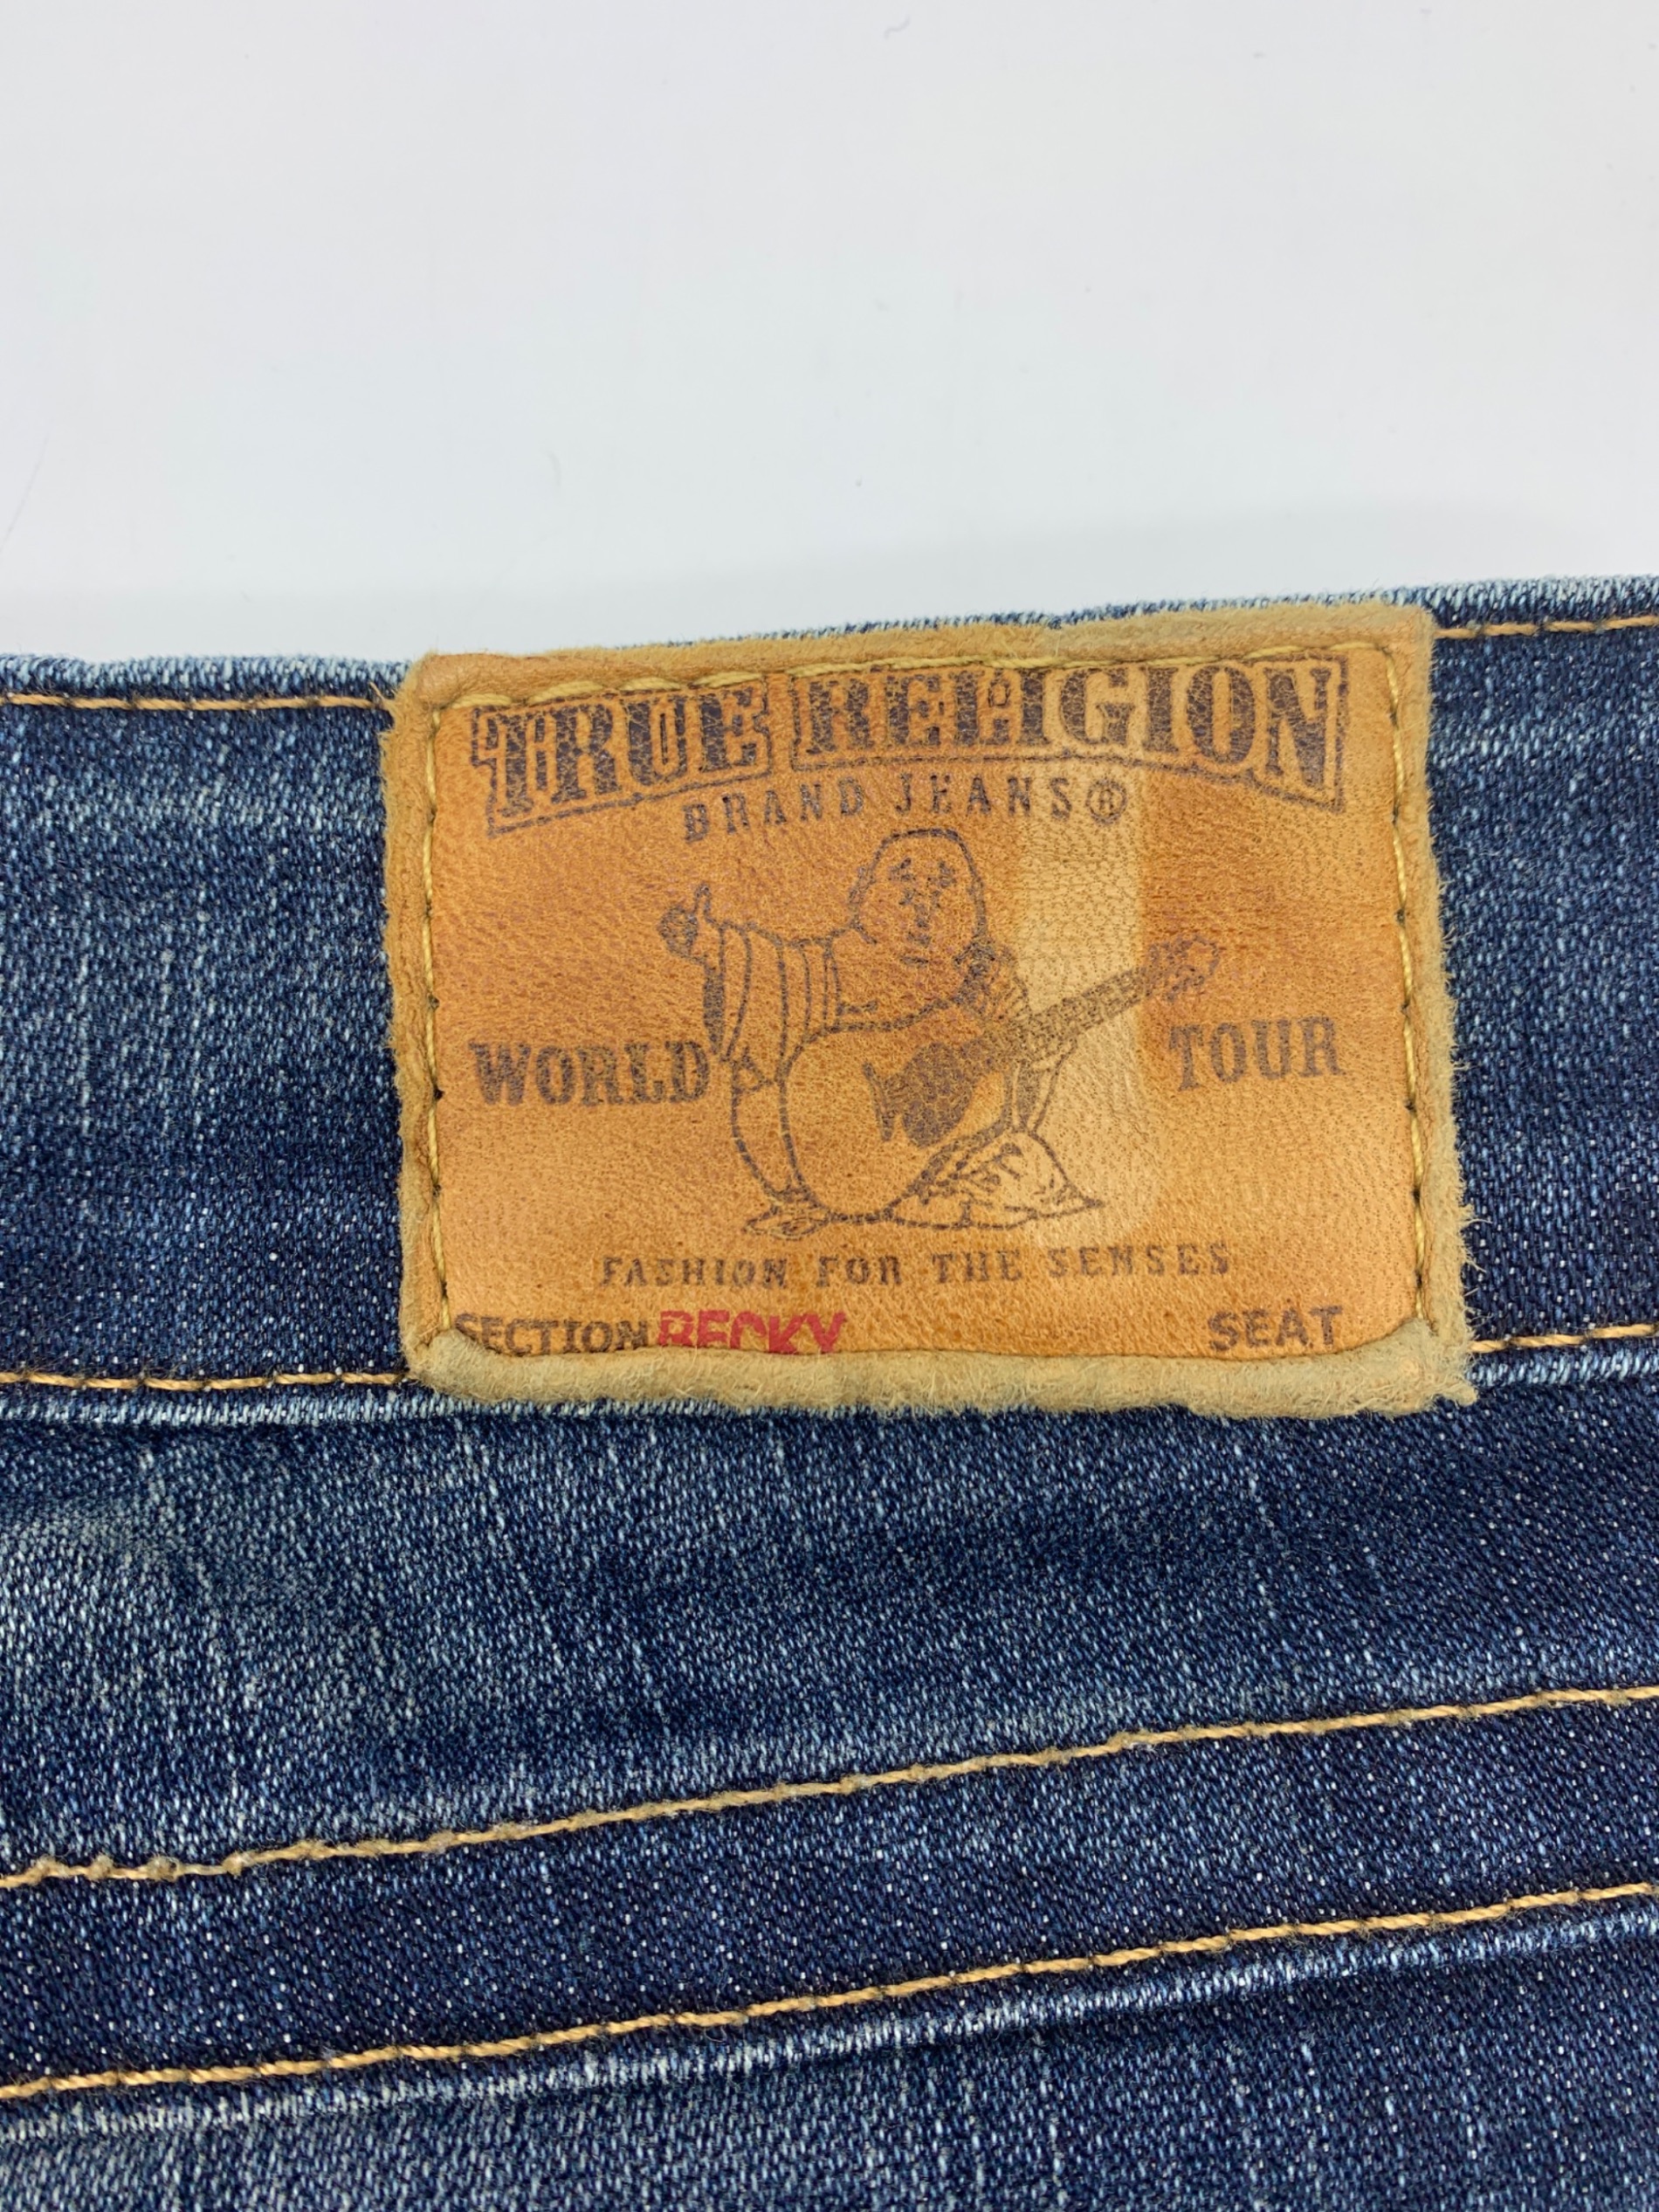 TRUE RELIGION
BRAND JEANS®
WORLD TOUR
FASHION FOR THE SENSES
SECTION BECKY SEAT